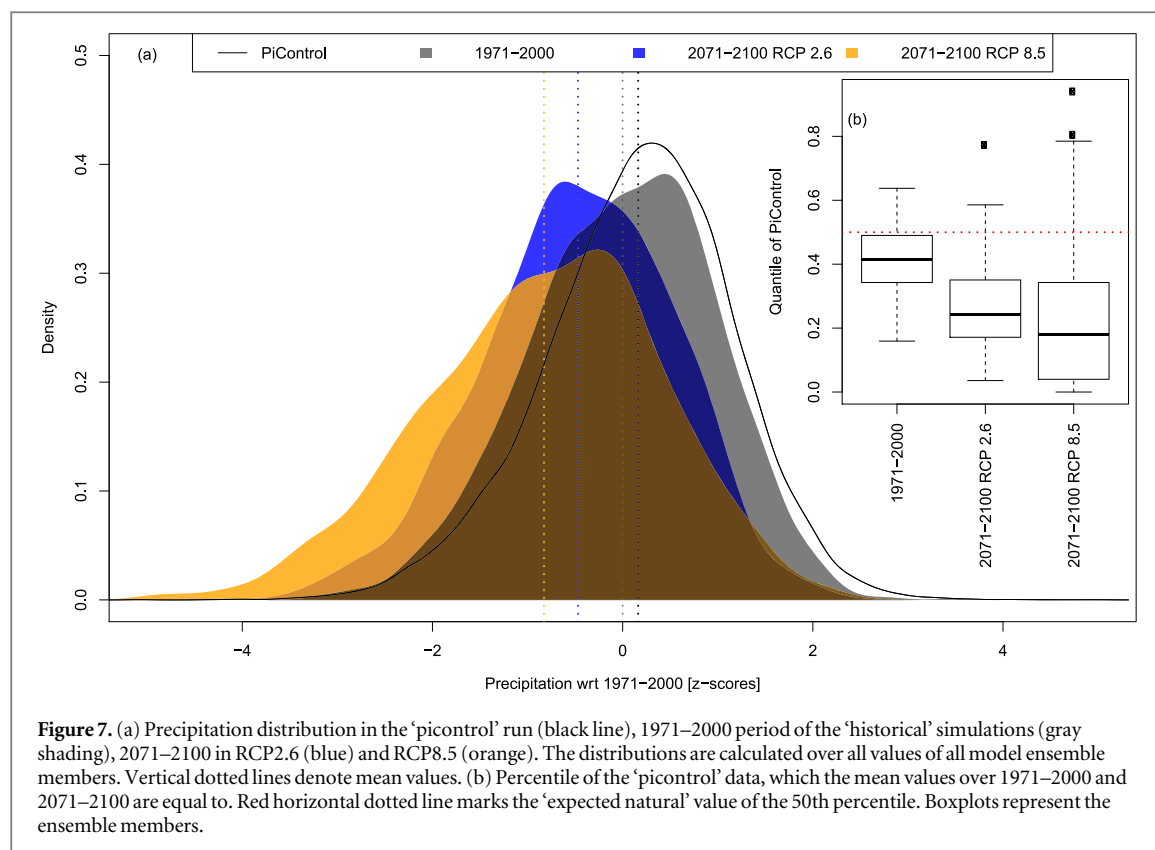 (a)
PiControl
1971−2000
2071−2100 RCP 2.6
2071−2100 RCP 8.5
Density
0.0
0.1
0.2
0.3
0.4
0.5
−4
−2
0
2
4
Precipitation wrt 1971−2000 [z−scores]
(b)
Quantile of PiControl
0.0
0.2
0.4
0.6
0.8
1971−2000
2071−2100 RCP 2.6
2071−2100 RCP 8.5
Figure 7. (a) Precipitation distribution in the ‘picontrol’ run (black line), 1971–2000 period of the ‘historical’ simulations (gray
shading), 2071–2100 in RCP2.6 (blue) and RCP8.5 (orange). The distributions are calculated over all values of all model ensemble
members. Vertical dotted lines denote mean values. (b) Percentile of the ‘picontrol’ data, which the mean values over 1971–2000 and
2071–2100 are equal to. Red horizontal dotted line marks the ‘expected natural’ value of the 50th percentile. Boxplots represent the
ensemble members.